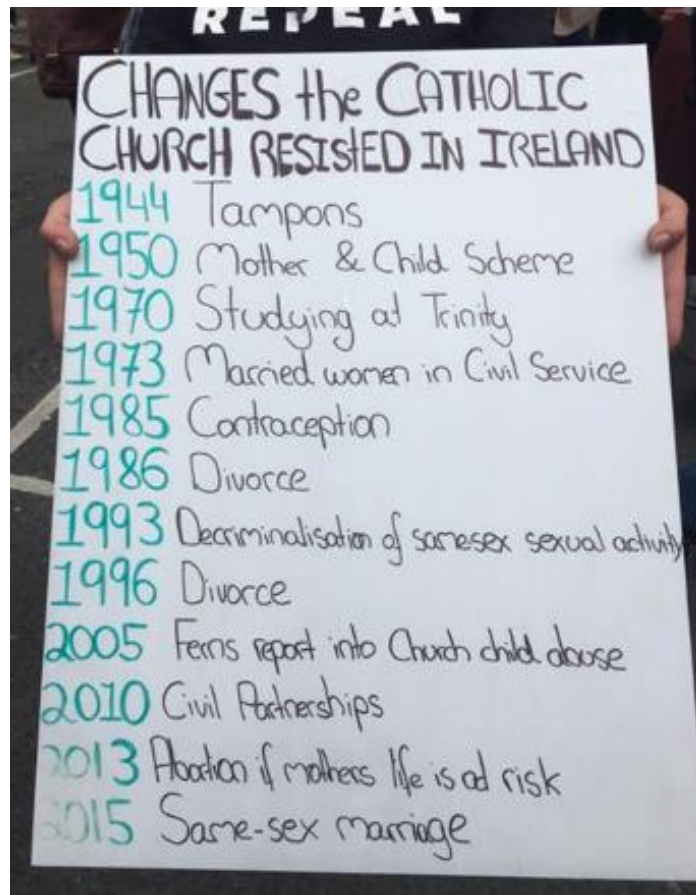 REPEAL
CHANGES the CATHOLIC
CHURCH RESISTED IN IRELAND
1944 Tampons
1950 Mother & Child Scheme
1970 Studying at Trinity
1973 Married women in Civil Service
1985 Contraception
1986 Divorce
1993 Decriminalisation of samesex sexual activity
1996 Divorce
2005 Ferns report into Church child abuse
2010 Civil Partnerships
2013 Abortion if mothers life is at risk
2015 Same-sex marriage